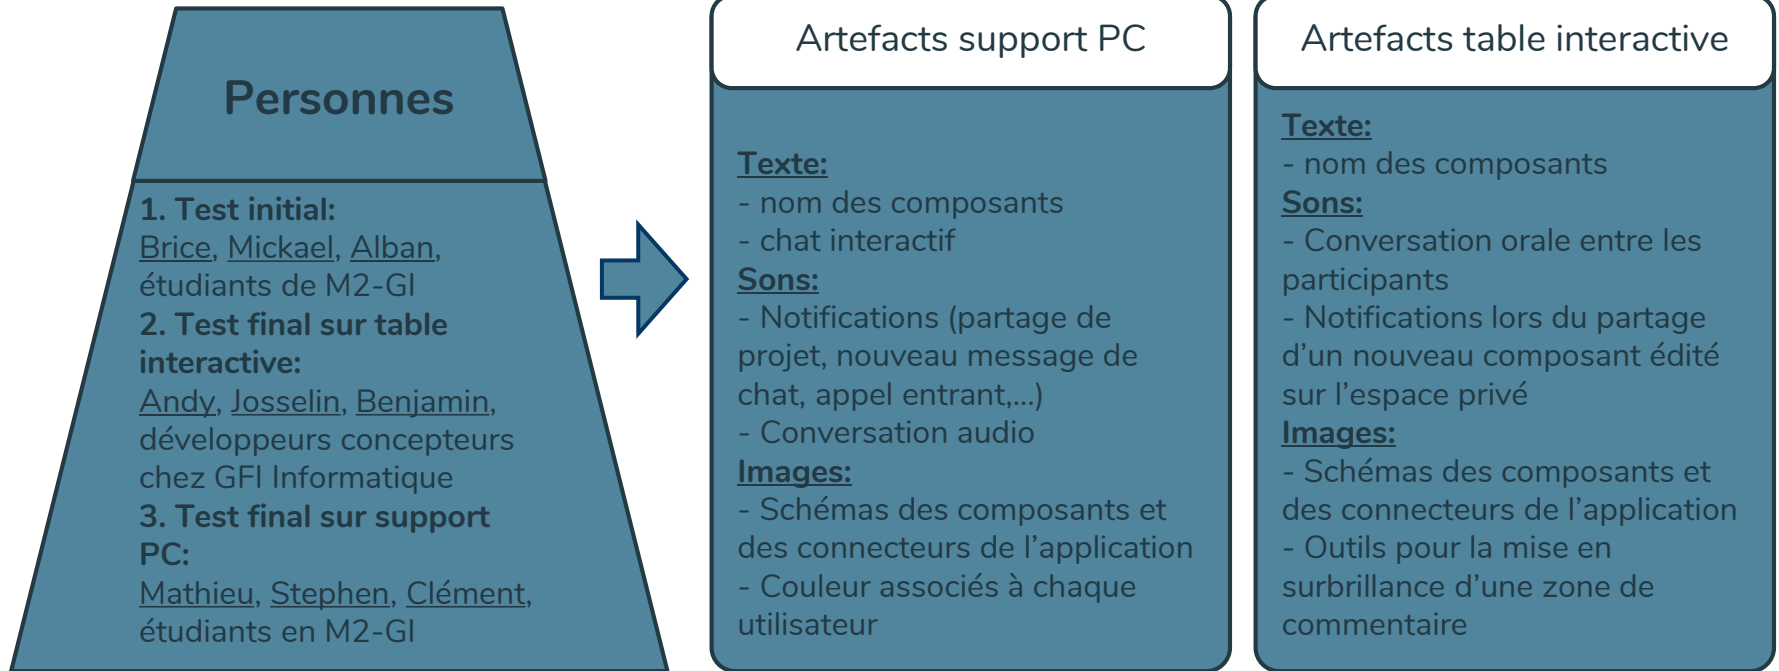 Personnes
1. Test initial:
Brice, Mickael, Alban,
étudiants de M2-GI
2. Test final sur table
interactive:
Andy, Josselin, Benjamin,
développeurs concepteurs
chez GFI Informatique
3. Test final sur support
PC:
Mathieu, Stephen, Clément,
étudiants en M2-GI
Artefacts support PC
Texte:
- nom des composants
- chat interactif
Sons:
- Notifications (partage de
projet, nouveau message de
chat, appel entrant,...)
- Conversation audio
Images:
- Schémas des composants et
des connecteurs de l’application
- Couleur associés à chaque
utilisateur
Artefacts table interactive
Texte:
- nom des composants
Sons:
- Conversation orale entre les
participants
- Notifications lors du partage
d’un nouveau composant édité
sur l’espace privé
Images:
- Schémas des composants et
des connecteurs de l’application
- Outils pour la mise en
surbrillance d’une zone de
commentaire